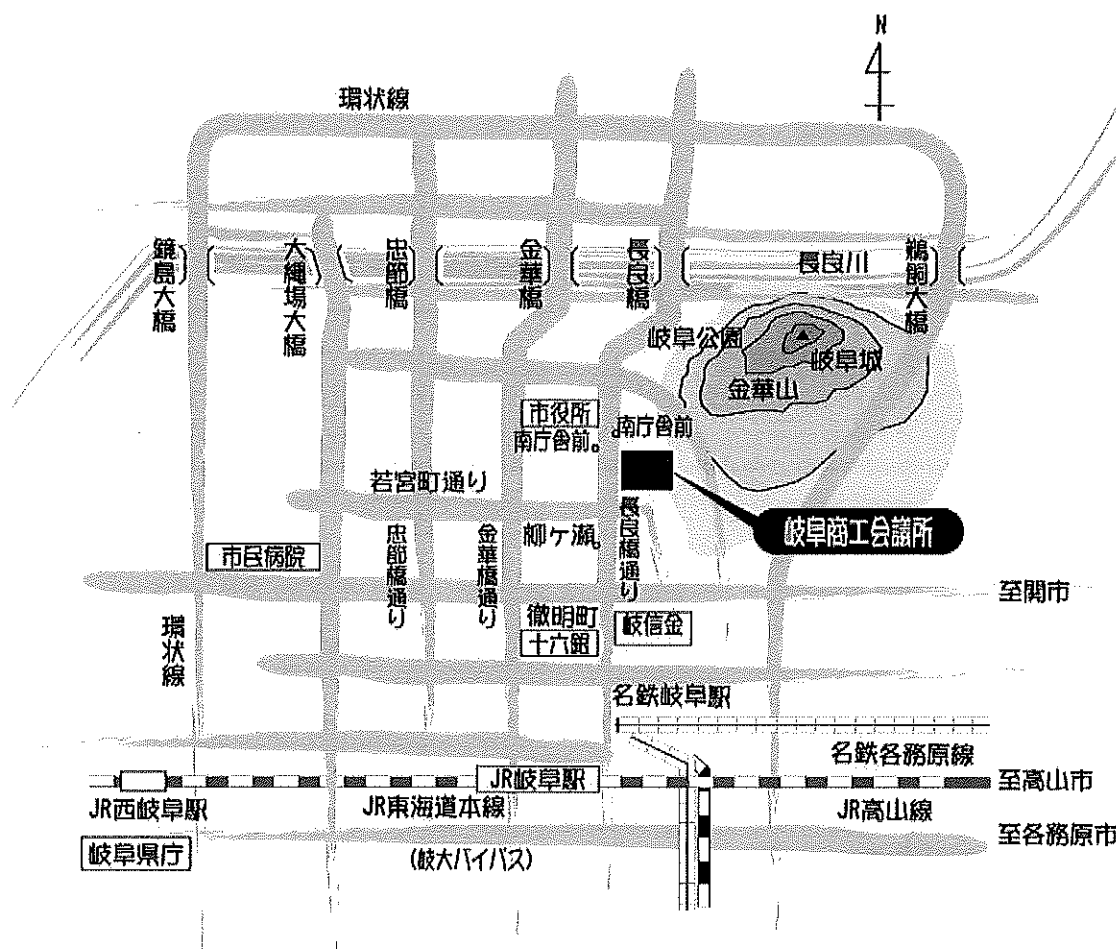 N
環状線
鏡島大橋
大縄場大橋
忠節橋
金華橋
長良橋
長良川
鵜飼大橋
岐阜公園
岐阜城
金華山
市役所
南庁舎前
南庁舎前
若宮町通り
長良橋通り
岐阜商工会議所
市民病院
忠節橋通り
金華橋通り
柳ケ瀬
至関市
環状線
徹明町
十六銀
岐信金
名鉄岐阜駅
名鉄各務原線
JR岐阜駅
至高山市
JR西岐阜駅
JR東海道本線
JR高山線
岐阜県庁
(岐大バイパス)
至各務原市